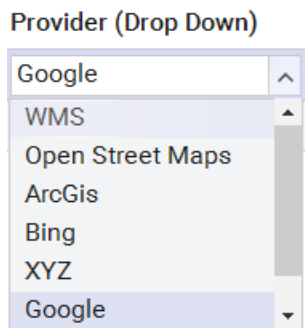 Provider (Drop Down)
Google
WMS
Open Street Maps
ArcGis
Bing
XYZ
Google